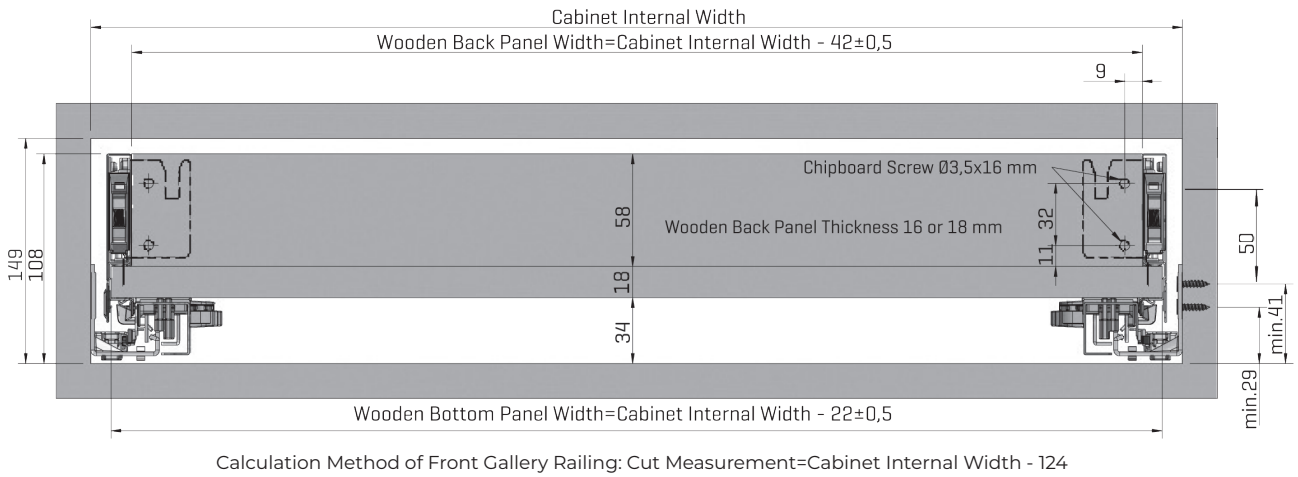 Cabinet Internal Width
Wooden Back Panel Width=Cabinet Internal Width - 42±0,5
9
Chipboard Screw Ø3,5x16 mm
58
32
Wooden Back Panel Thickness 16 or 18 mm
50
149
108
11
18
34
min.41
min.29
Wooden Bottom Panel Width=Cabinet Internal Width - 22±0,5
Calculation Method of Front Gallery Railing: Cut Measurement=Cabinet Internal Width - 124